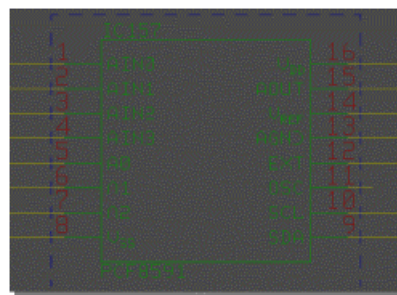 IC157
1 AIN0 VDD 16
2 AIN1 AOUT 15
3 AIN2 VREF 14
4 AIN3 AGND 13
5 A0 EXT 12
6 A1 OSC 11
7 A2 SCL 10
8 VSS SDA 9
PCF8591